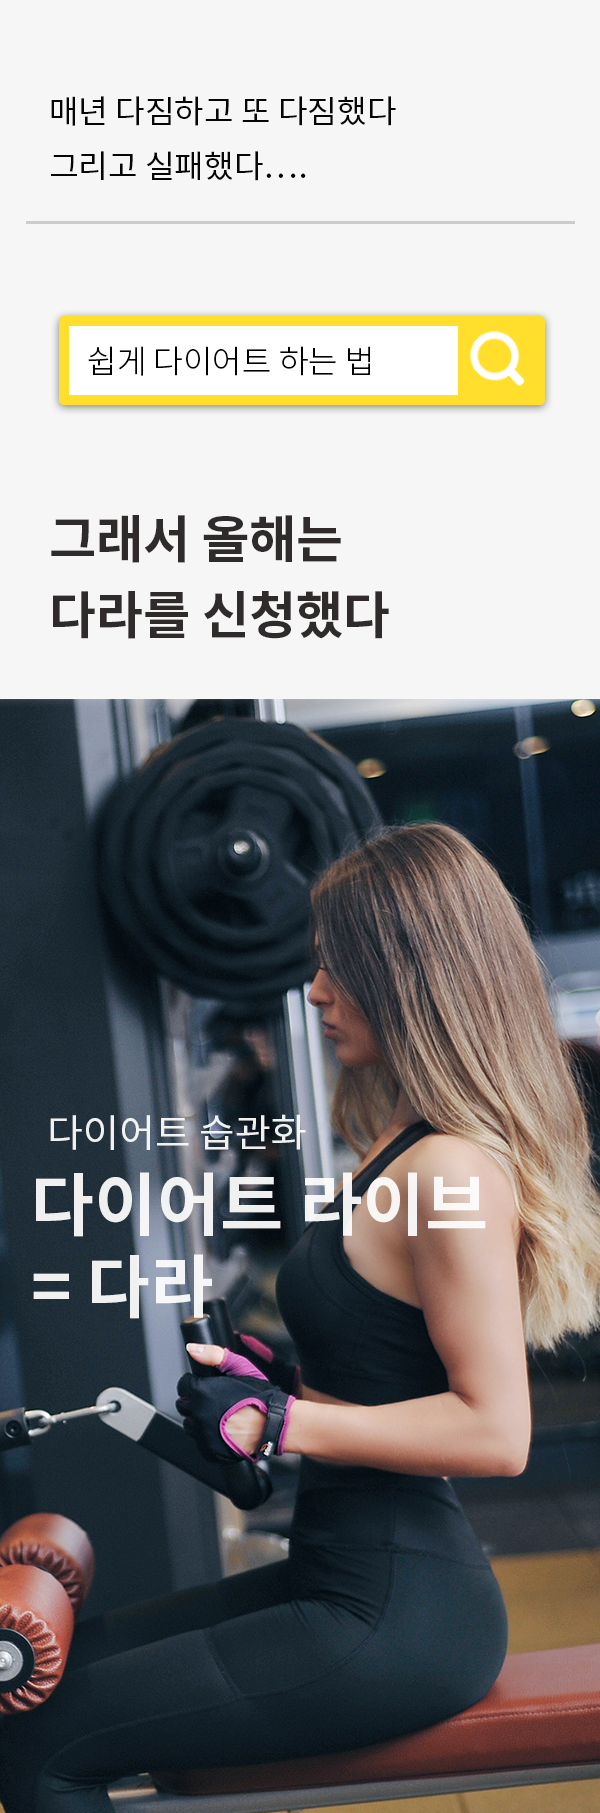 매년 다짐하고 또 다짐했다
그리고 실패했다....
쉽게 다이어트 하는 법
그래서 올해는
다라를 신청했다
다이어트 습관화
다이어트 라이브
= 다라